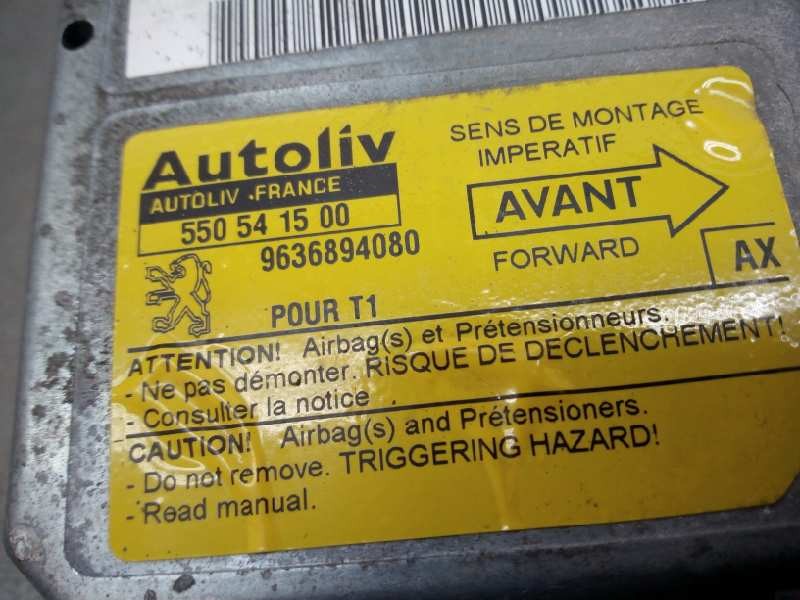 Autoliv
AUTOLIV .FRANCE
550 54 15 00
9636894080
POUR T1
SENS DE MONTAGE
IMPERATIF
AVANT
FORWARD
AX
ATTENTION! Airbag(s) et Prétensionneurs.
- Ne pas démonter. RISQUE DE DECLENCHEMENT!
- Consulter la notice
CAUTION! Airbag(s) and Prétensioners.
- Do not remove. TRIGGERING HAZARD!
- Read manual.